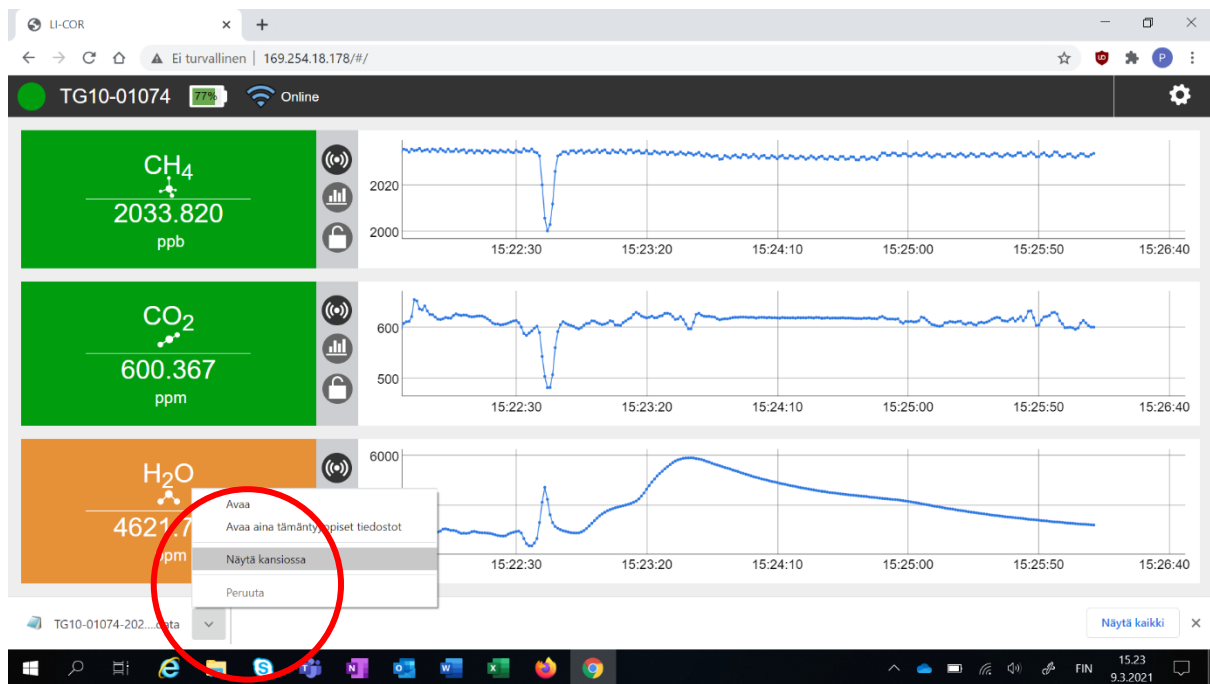 LI-COR
Ei turvallinen | 169.254.18.178/#/
P
TG10-01074 77% Online
CH4
2033.820
ppb
2020
2000
15:22:30 15:23:20 15:24:10 15:25:00 15:25:50 15:26:40
CO2
600.367
ppm
600
500
15:22:30 15:23:20 15:24:10 15:25:00 15:25:50 15:26:40
H2O
4621.7
ppm
6000
15:22:30 15:23:20 15:24:10 15:25:00 15:25:50 15:26:40
Avaa
Avaa aina tämäntyyppiset tiedostot
Näytä kansiossa
Peruuta
TG10-01074-202....data
Näytä kaikki
FIN
15.23
9.3.2021